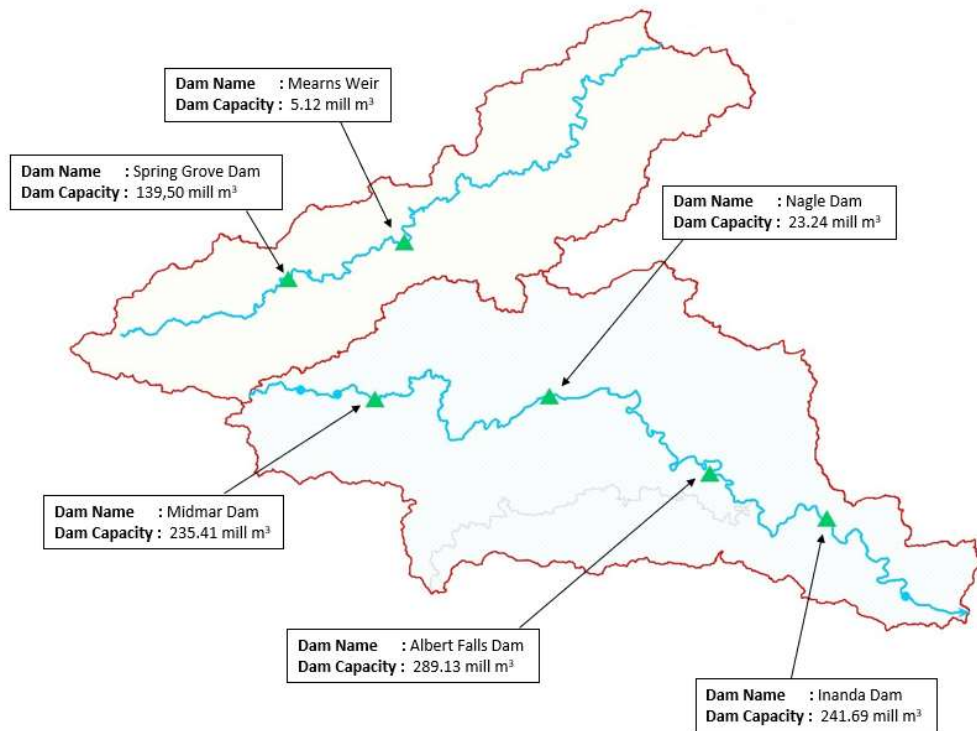 Dam Name : Mearns Weir
Dam Capacity : 5.12 mill m³
Dam Name : Spring Grove Dam
Dam Capacity : 139,50 mill m³
Dam Name : Nagle Dam
Dam Capacity : 23.24 mill m³
Dam Name : Midmar Dam
Dam Capacity : 235.41 mill m³
Dam Name : Albert Falls Dam
Dam Capacity : 289.13 mill m³
Dam Name : Inanda Dam
Dam Capacity : 241.69 mill m³